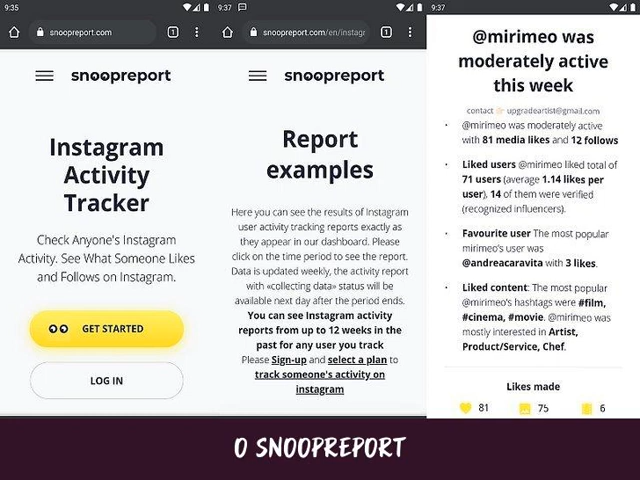 9:35
snoopreport.com
1
snoopreport
Instagram
Activity
Tracker
Check Anyone's Instagram
Activity. See What Someone Likes
and Follows on Instagram.
GET STARTED
LOG IN
9:37
snoopreport.com/en/instagr
1
snoopreport
Report
examples
Here you can see the results of Instagram
user activity tracking reports exactly as
they appear in our dashboard. Please
click on the time period to see the report.
Data is updated weekly, the activity report
with «collecting data» status will be
available next day after the period ends.
You can see Instagram activity
reports from up to 12 weeks in the
past for any user you track
Please Sign-up and select a plan to
track someone's activity on
instagram
9:37
@mirimeo was
moderately active
this week
contact 👉 upgradeartist@gmail.com
• @mirimeo was moderately active
with 81 media likes and 12 follows
• Liked users @mirimeo liked total of
71 users (average 1.14 likes per
user), 14 of them were verified
(recognized influencers).
• Favourite user The most popular
mirimeo's user was
@andreacaravita with 3 likes.
• Liked content: The most popular
@mirimeo's hashtags were #film,
#cinema, #movie. @mirimeo was
mostly interested in Artist,
Product/Service, Chef.
Likes made
81 75 6
O SNOOPREPORT